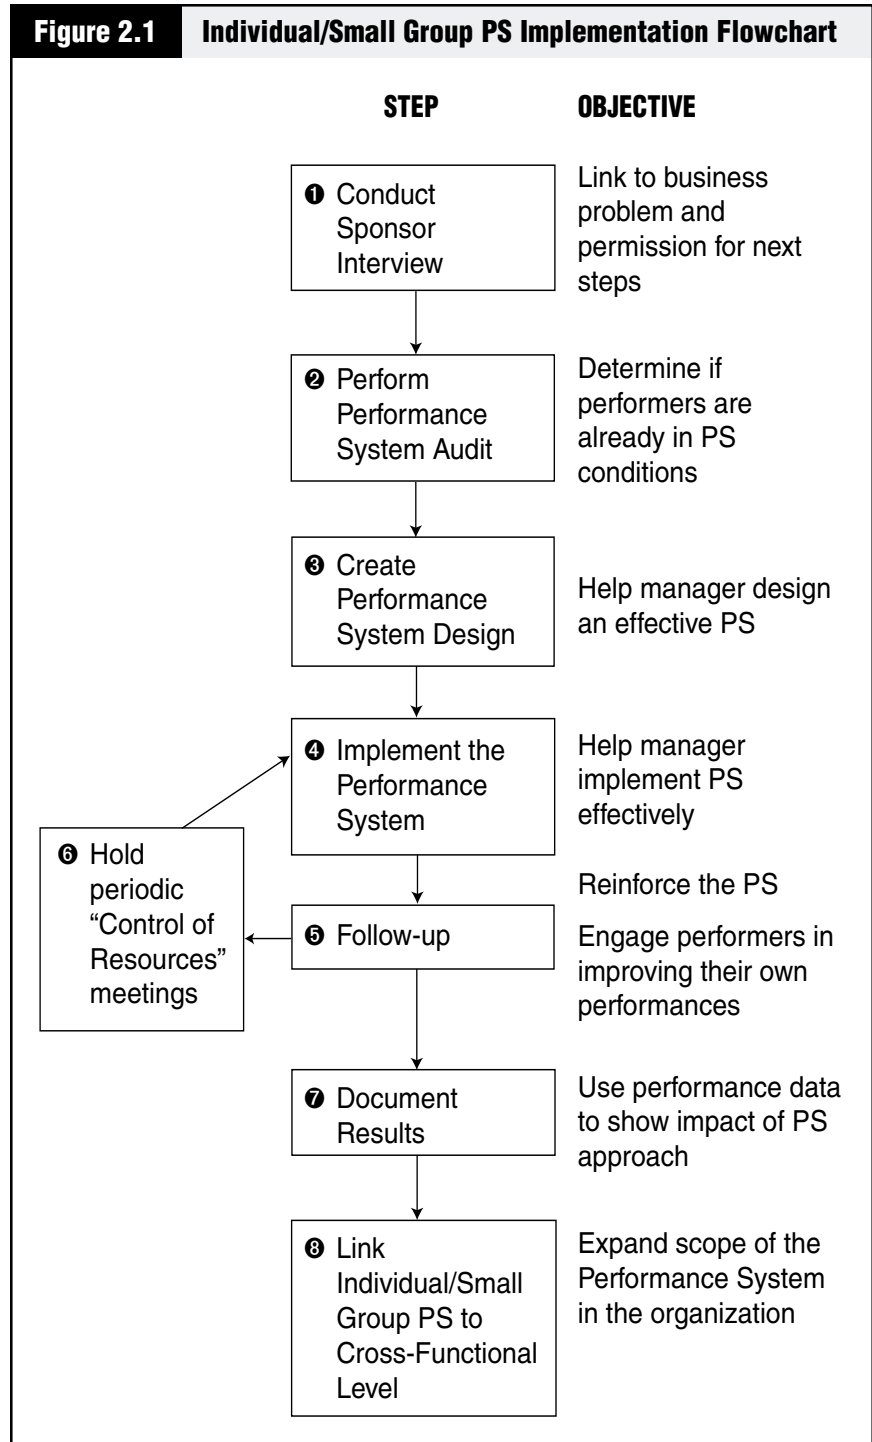 Figure 2.1 Individual/Small Group PS Implementation Flowchart
STEP OBJECTIVE
❶ Conduct
Sponsor
Interview
Link to business
problem and
permission for next
steps
❷ Perform
Performance
System Audit
Determine if
performers are
already in PS
conditions
❸ Create
Performance
System Design
Help manager design
an effective PS
❹ Implement the
Performance
System
Help manager
implement PS
effectively
❻ Hold
periodic
“Control of
Resources”
meetings
❺ Follow-up
Reinforce the PS
Engage performers in
improving their own
performances
❼ Document
Results
Use performance data
to show impact of PS
approach
❽ Link
Individual/Small
Group PS to
Cross-Functional
Level
Expand scope of the
Performance System
in the organization